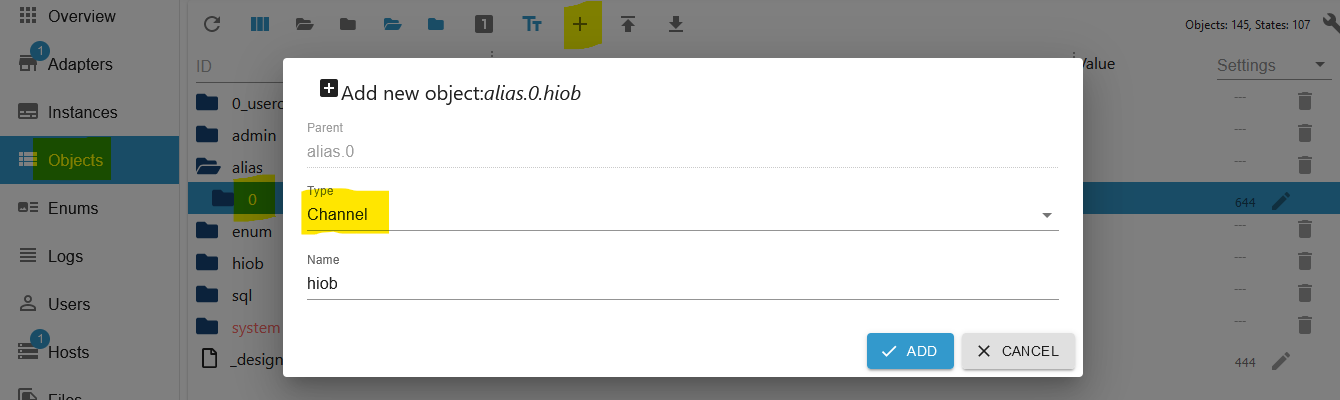 Overview
Objects: 145, States: 107
1
Adapters
ID
Value
Settings
Add new object:alias.0.hiob
Instances
0_userd
---
Parent
admin
---
alias.0
Objects
alias
---
Type
0
644
Channel
Enums
enum
---
Logs
hiob
---
Name
hiob
Users
sql
---
1
system
---
Hosts
_design
444
ADD
CANCEL
Files